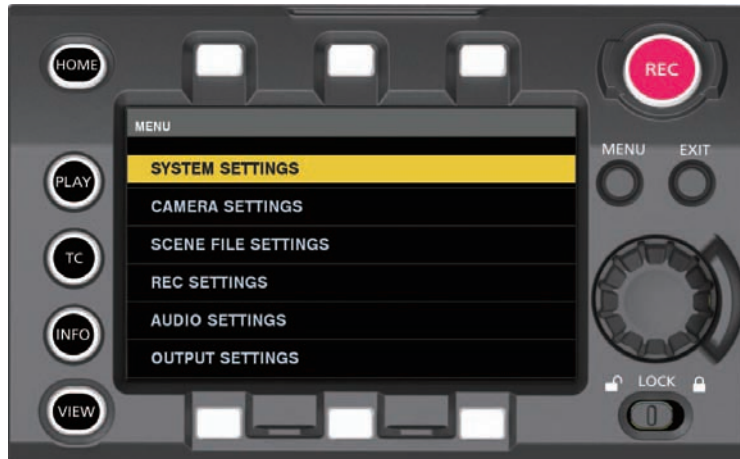 HOME
REC
MENU
MENU
EXIT
SYSTEM SETTINGS
PLAY
CAMERA SETTINGS
SCENE FILE SETTINGS
TC
REC SETTINGS
AUDIO SETTINGS
INFO
OUTPUT SETTINGS
LOCK
VIEW